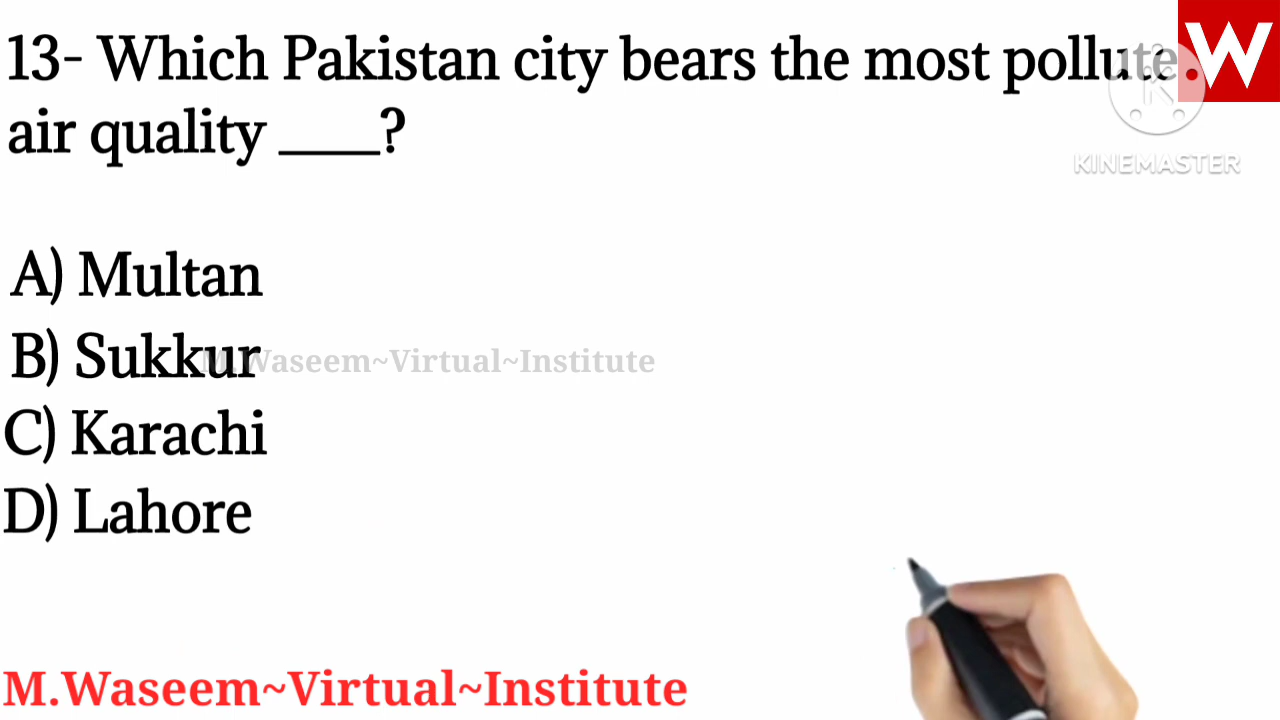 13- Which Pakistan city bears the most pollute.
W
air quality ____?
KINEMASTER
A) Multan
B) Sukkur
M.Waseem~Virtual~Institute
C) Karachi
D) Lahore
M.Waseem~Virtual~Institute